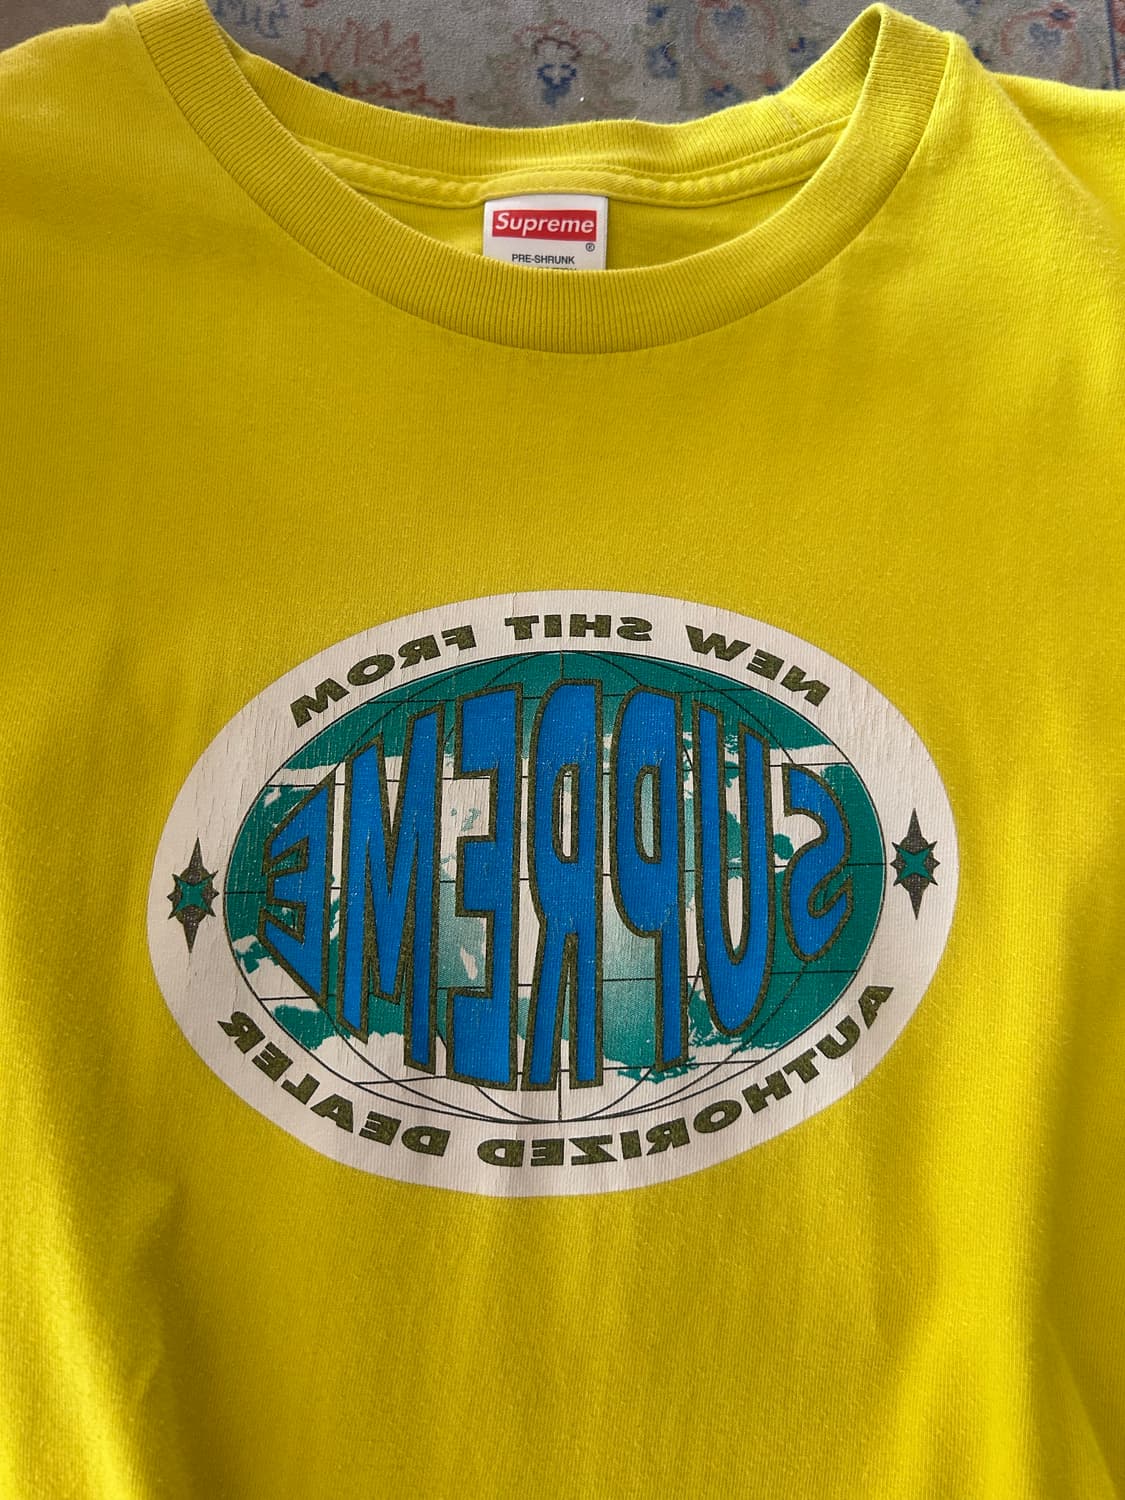 Supreme
®
PRE-SHRUNK
NEW SHIT FROM
SUPREME
AUTHORIZED DEALER